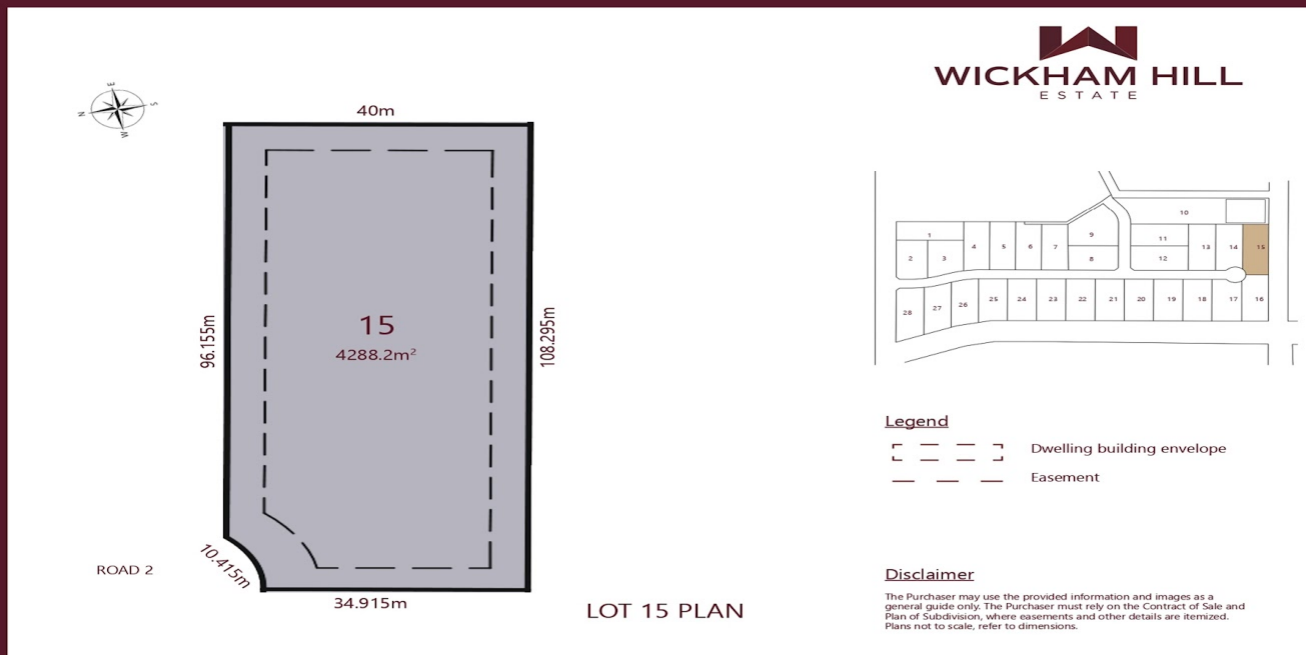 WICKHAM HILL
ESTATE
E
N
S
W
40m
96.155m
15
4288.2m²
108.295m
10.415m
34.915m
ROAD 2
LOT 15 PLAN
1
2
3
4
5
6
7
8
9
10
11
12
13
14
15
28
27
26
25
24
23
22
21
20
19
18
17
16
Legend
Dwelling building envelope
Easement
Disclaimer
The Purchaser may use the provided information and images as a
general guide only. The Purchaser must rely on the Contract of Sale and
Plan of Subdivision, where easements and other details are itemized.
Plans not to scale, refer to dimensions.